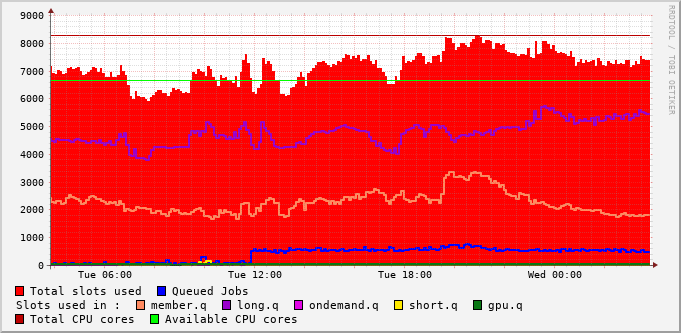 9000
8000
7000
6000
5000
4000
3000
2000
1000
0
Tue 06:00 Tue 12:00 Tue 18:00 Wed 00:00
Total slots used Queued Jobs
Slots used in : member.q long.q ondemand.q short.q gpu.q
Total CPU cores Available CPU cores
RRDTOOL / TOBI OETIKER